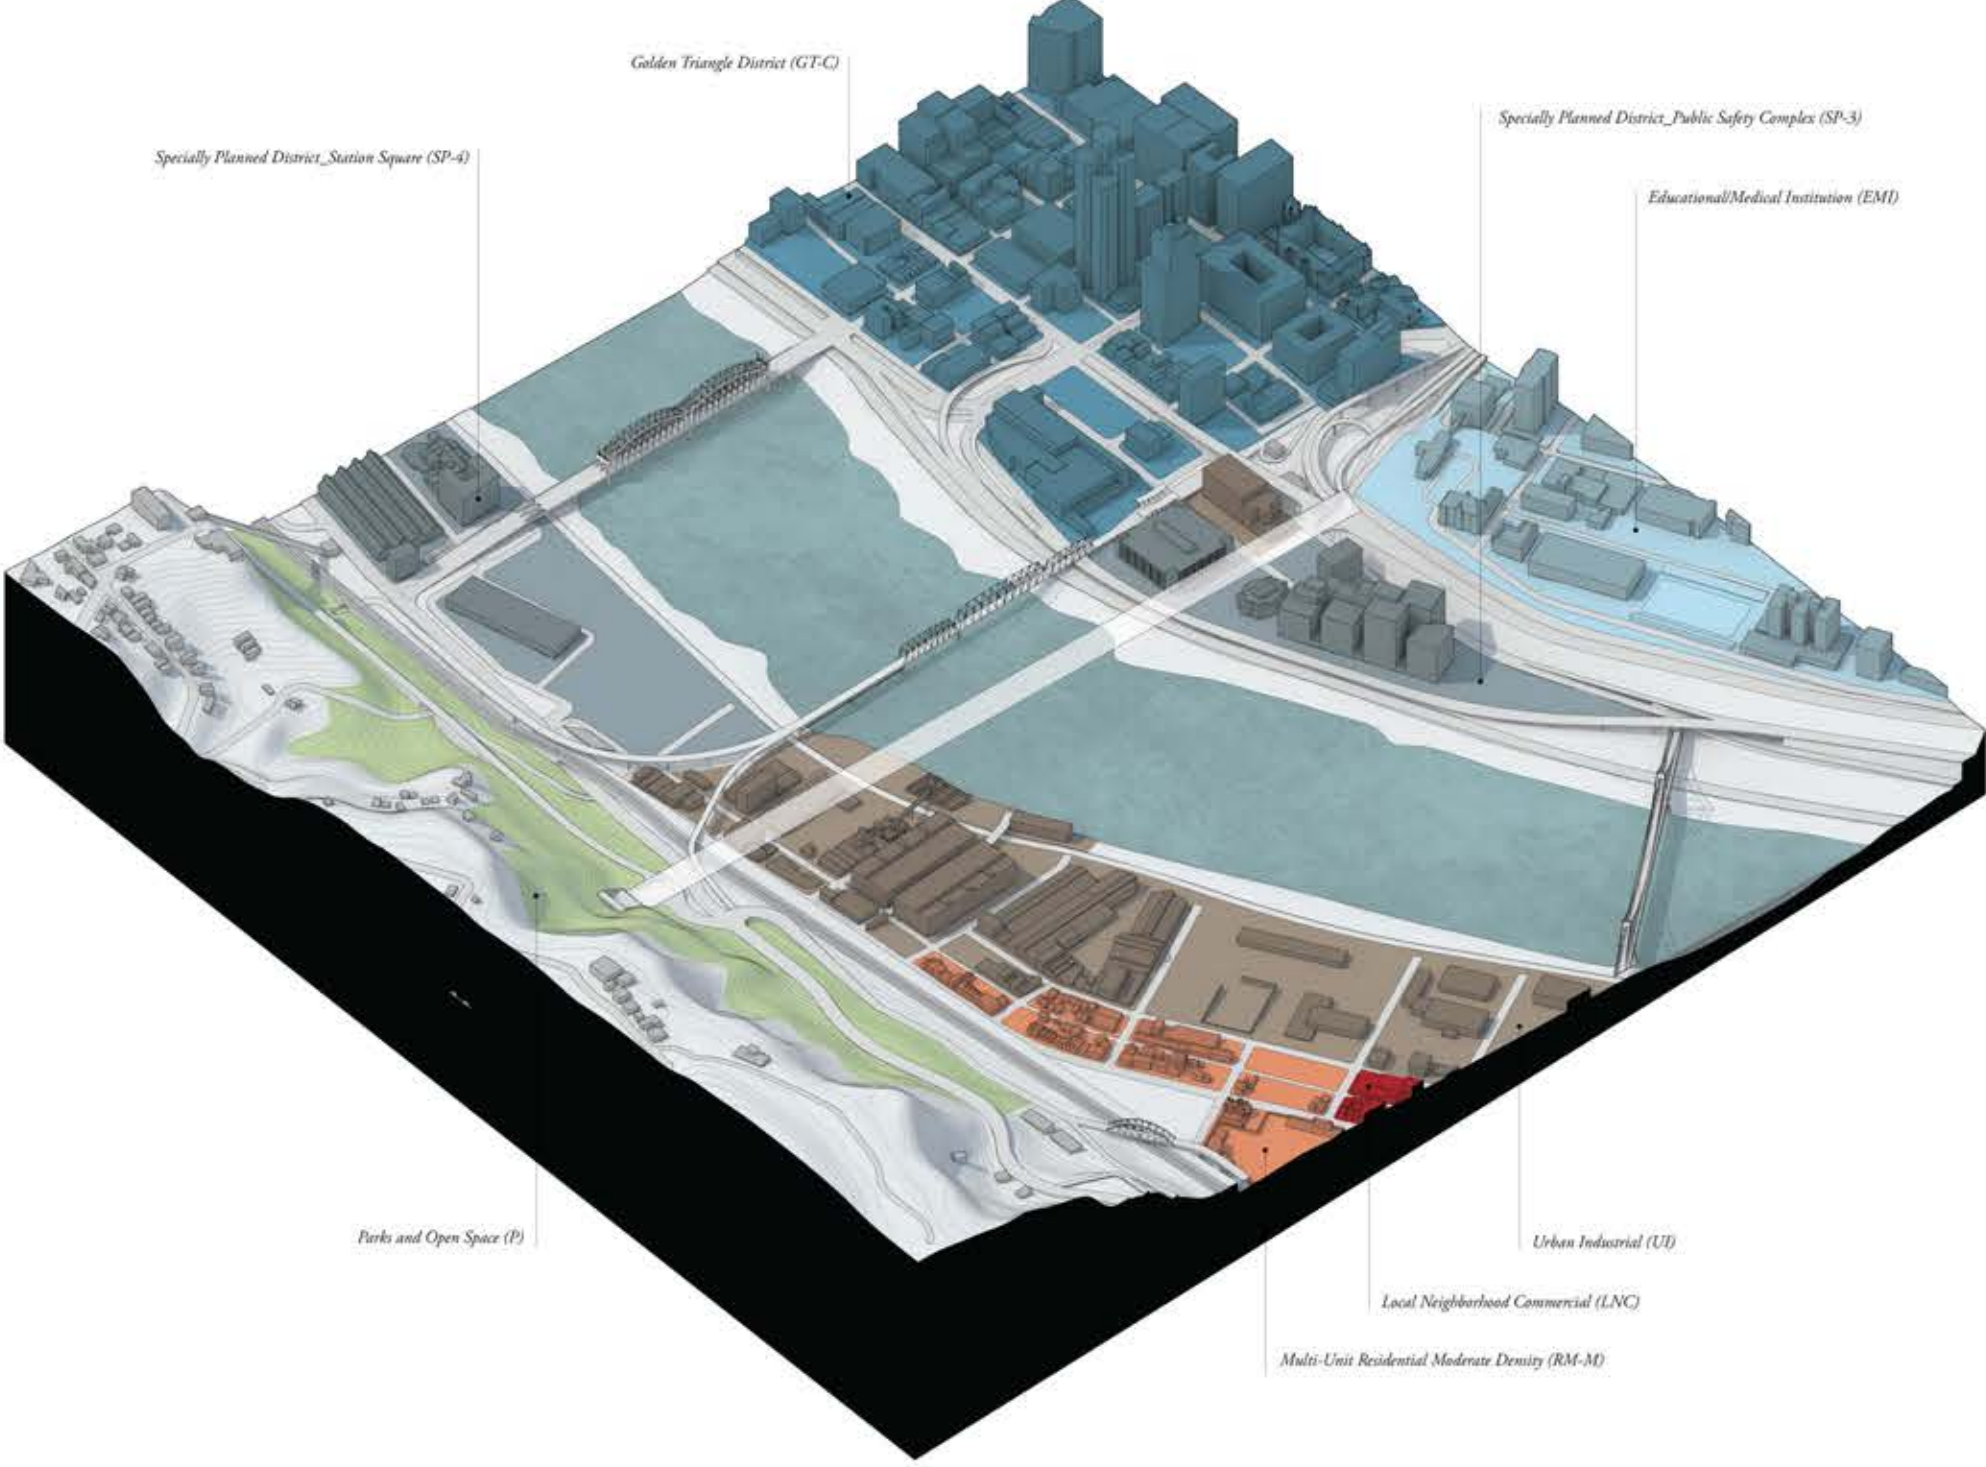 Golden Triangle District (GT-C)
Specially Planned District_Public Safety Complex (SP-3)
Specially Planned District_Station Square (SP-4)
Educational/Medical Institution (EMI)
Parks and Open Space (P)
Urban Industrial (UI)
Local Neighborhood Commercial (LNC)
Multi-Unit Residential Moderate Density (RM-M)